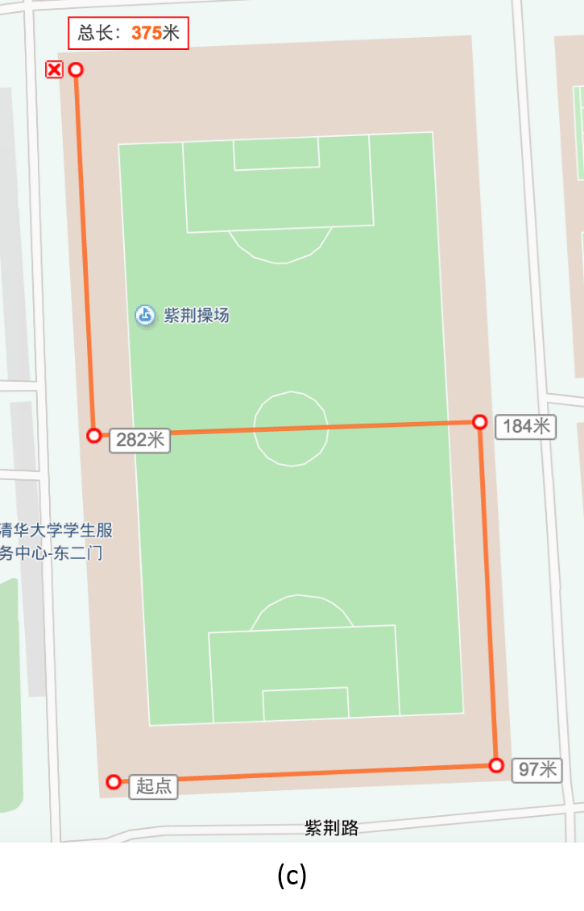 总长：375米
紫荆操场
184米
282米
清华大学学生服
务中心-东二门
97米
起点
紫荆路
(c)